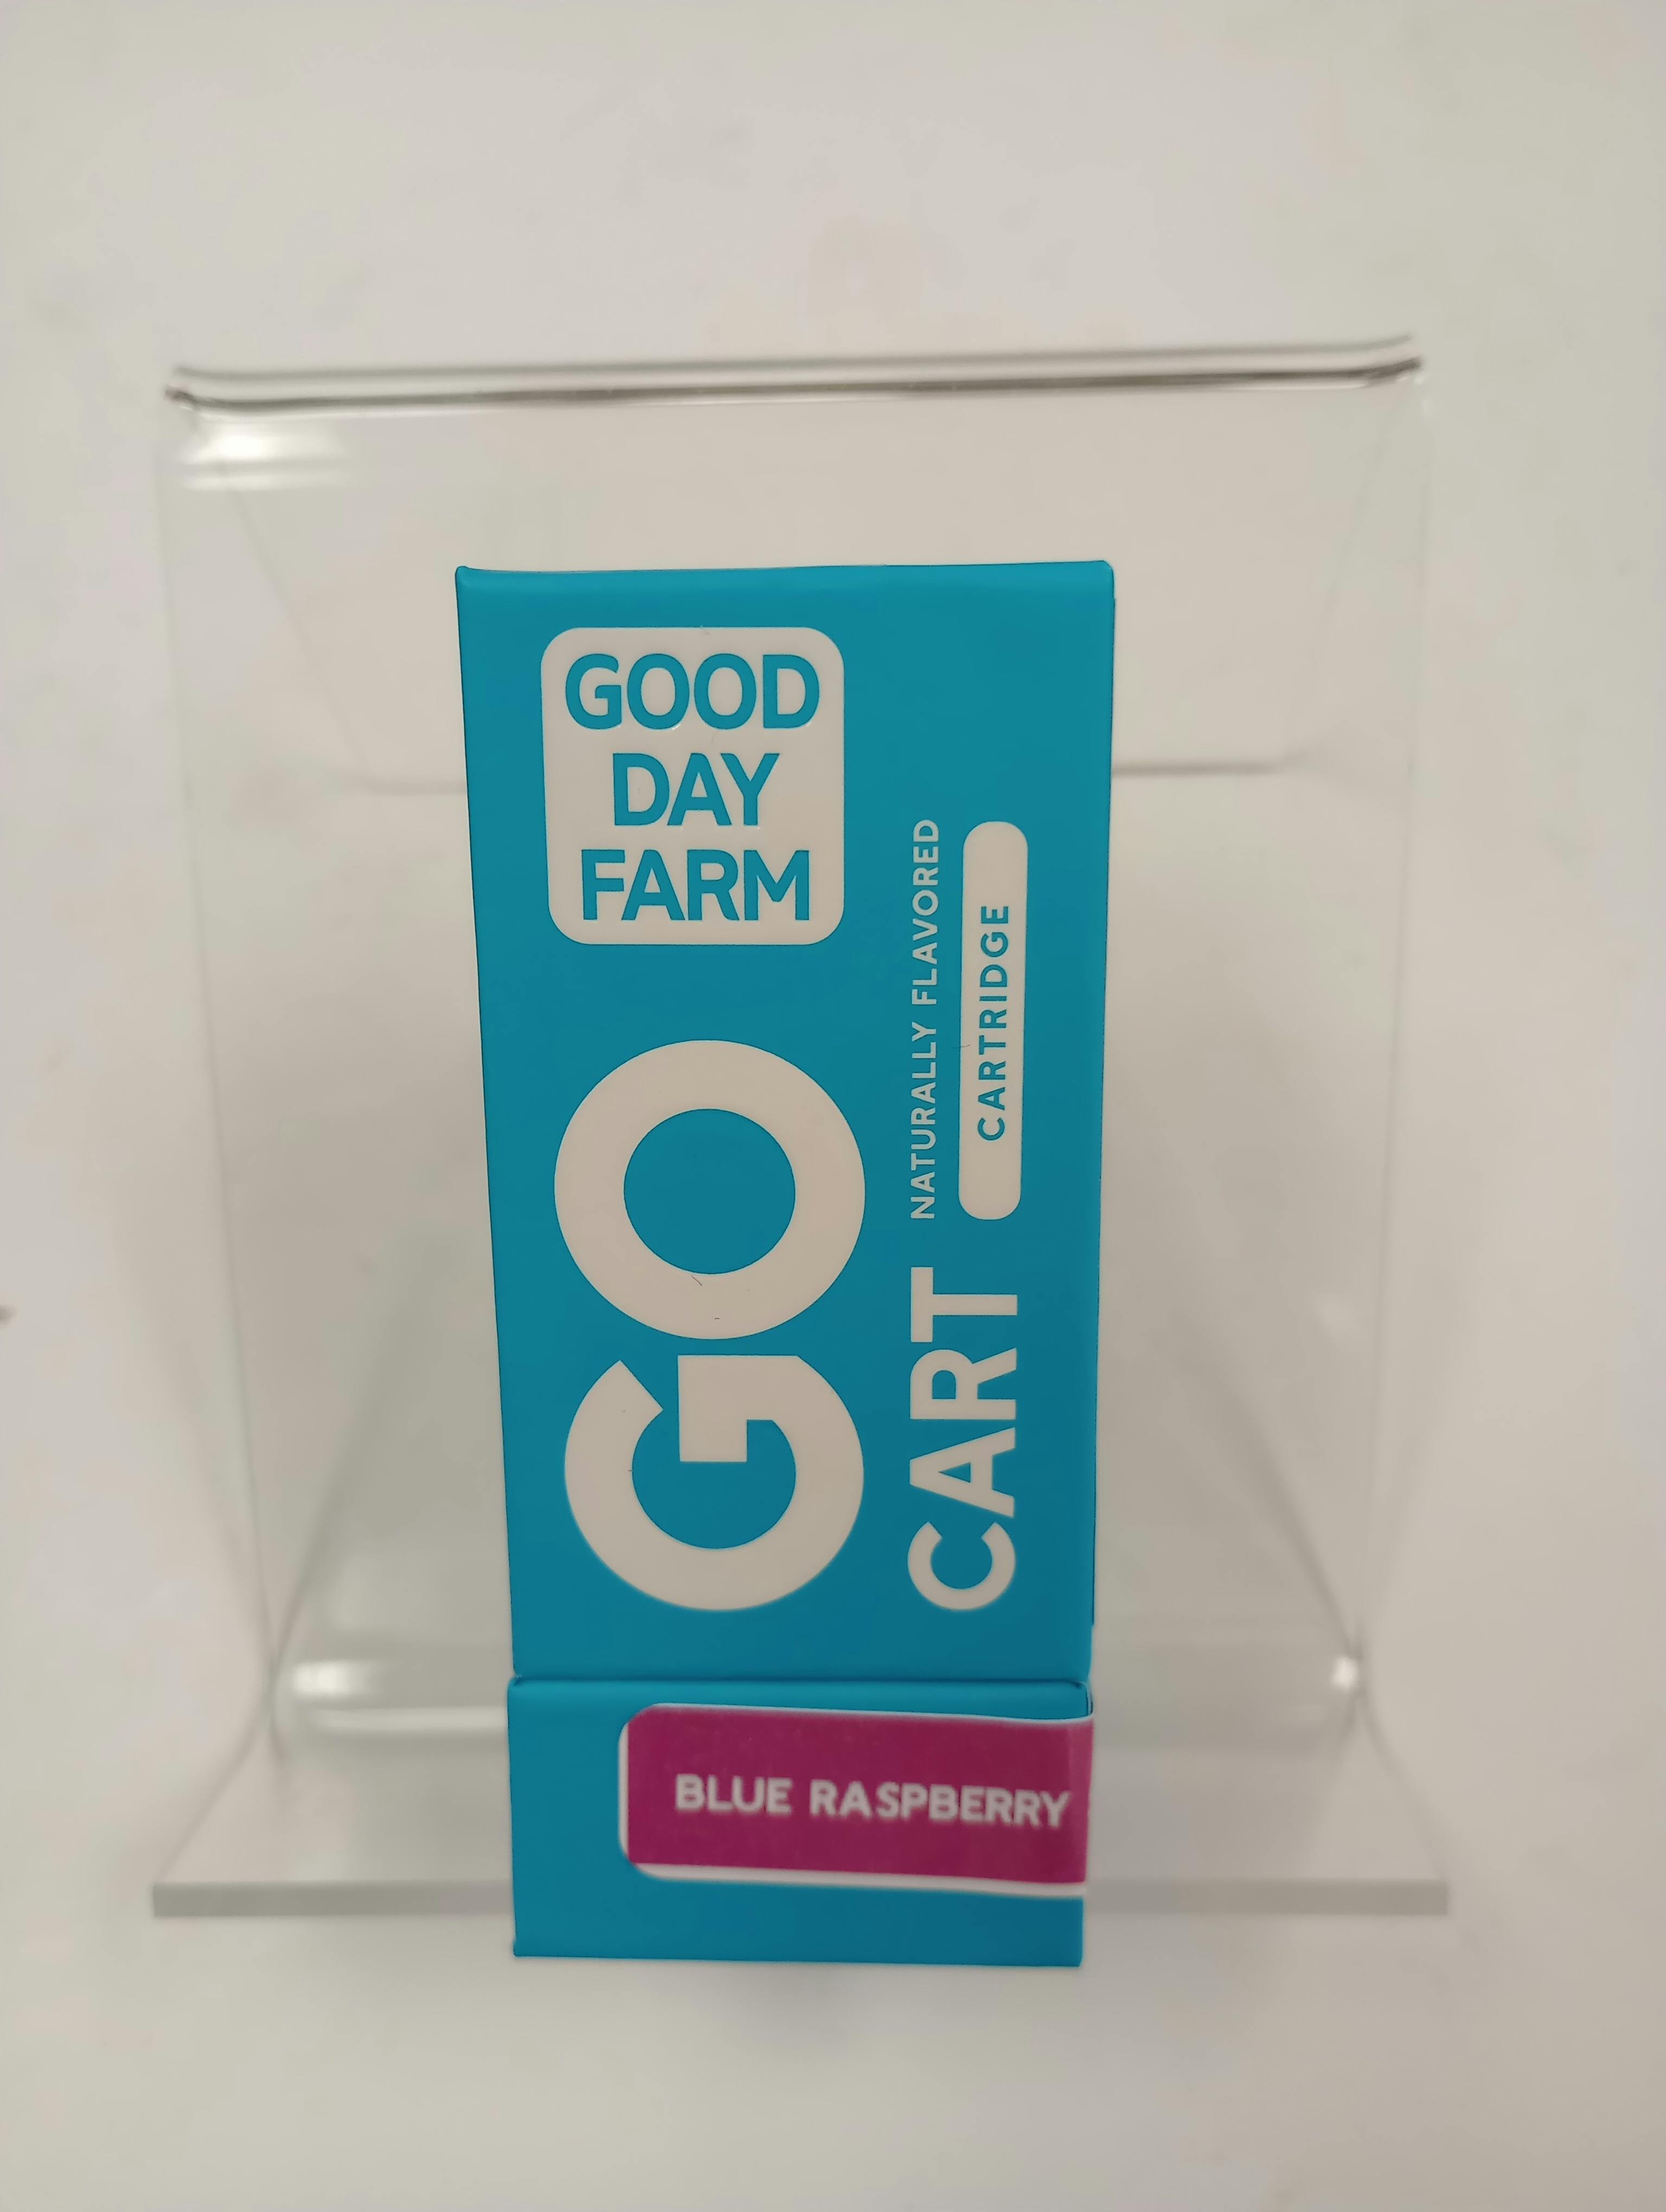 GOOD
DAY
FARM
GO
CART
NATURALLY FLAVORED
CARTRIDGE
BLUE RASPBERRY